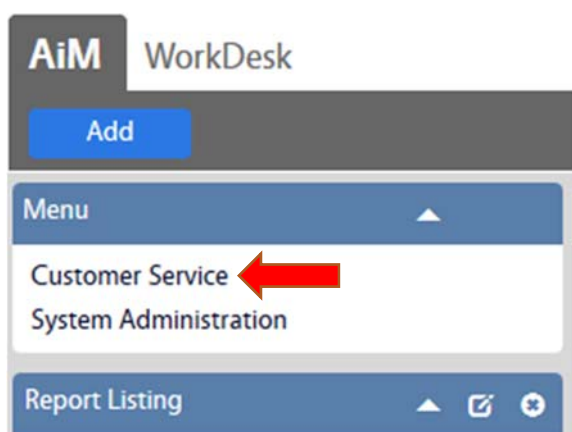 AiM WorkDesk
Add
Menu
Customer Service
System Administration
Report Listing